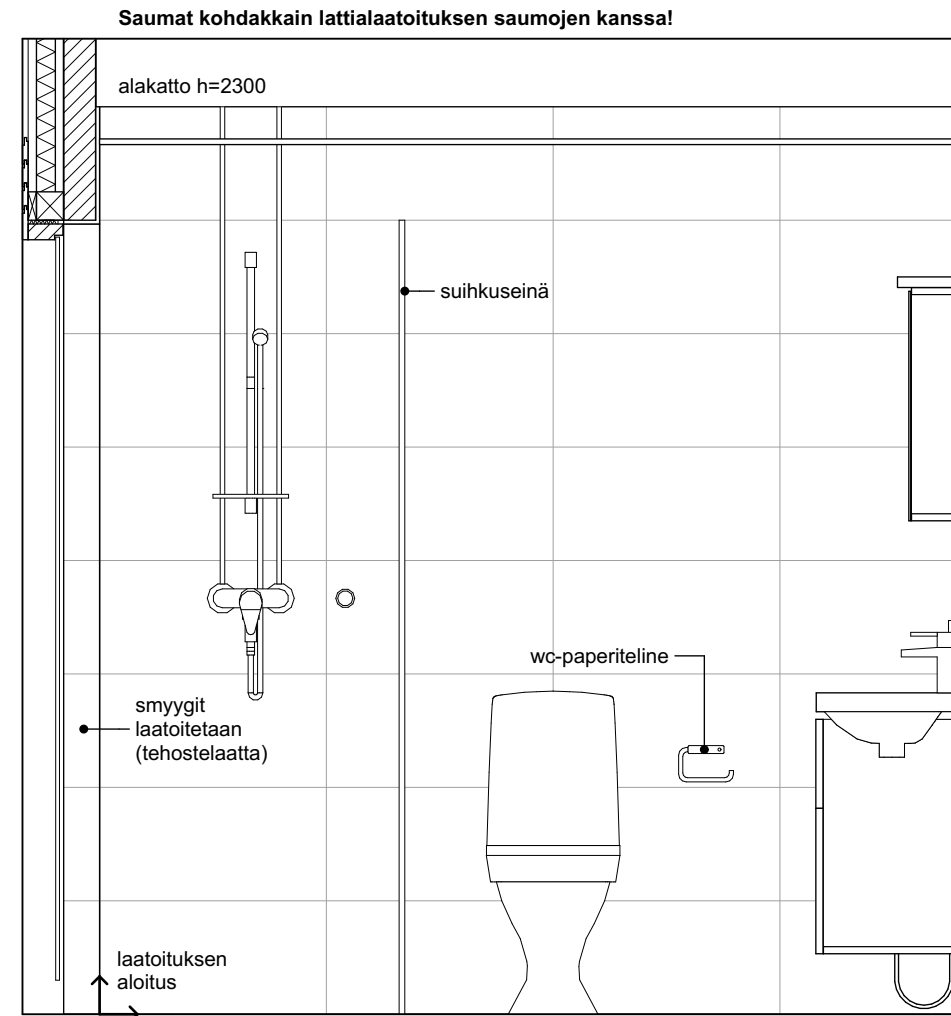 Saumat kohdakkain lattialaatoituksen saumojen kanssa!
alakatto h=2300
suihkuseinä
wc-paperiteline
smyygit
laatoitetaan
(tehostelaatta)
laatoituksen
aloitus